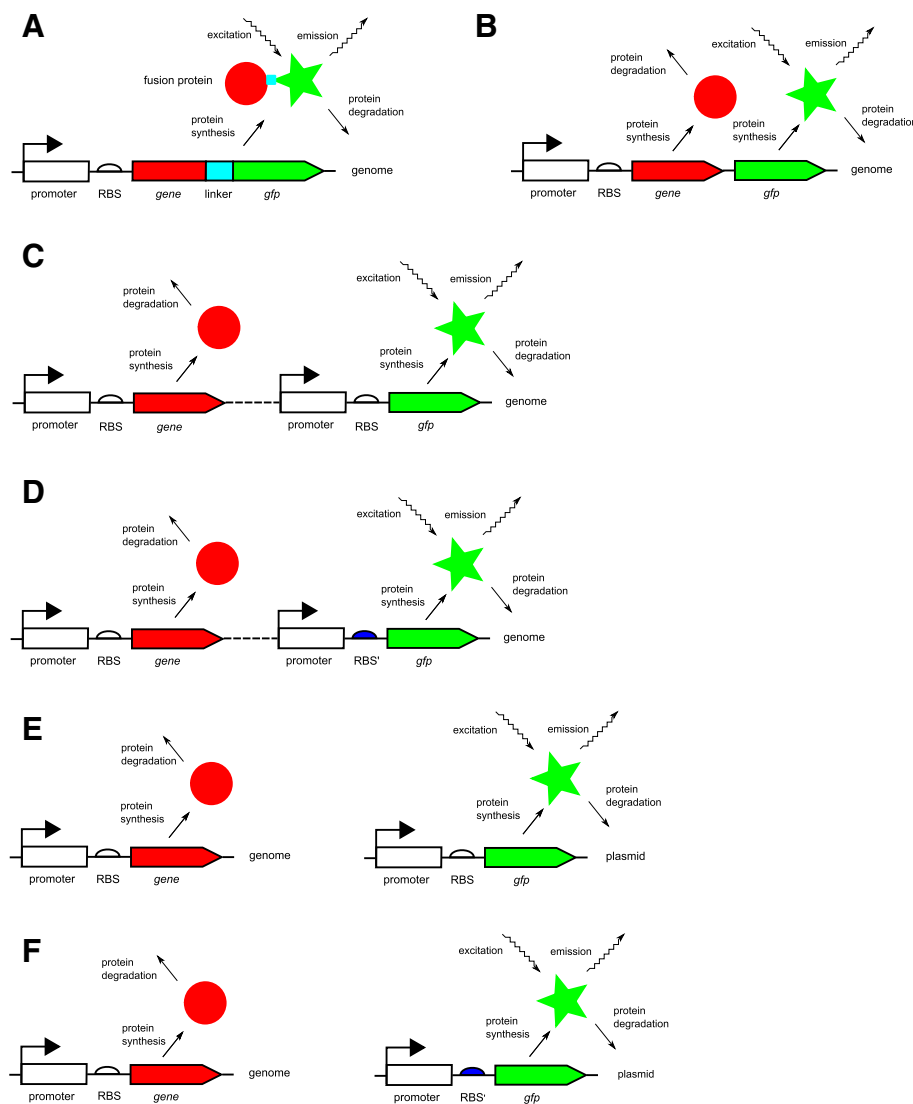 A
excitation
emission
fusion protein
protein
degradation
protein
synthesis
genome
promoter
RBS
gene
linker
gfp
B
excitation
emission
protein
degradation
protein
degradation
protein
synthesis
protein
synthesis
genome
promoter
RBS
gene
gfp
C
excitation
emission
protein
degradation
protein
synthesis
protein
synthesis
protein
degradation
genome
promoter
RBS
gene
promoter
RBS
gfp
D
excitation
emission
protein
degradation
protein
synthesis
protein
synthesis
protein
degradation
genome
promoter
RBS
gene
promoter
RBS'
gfp
E
excitation
emission
protein
degradation
protein
synthesis
protein
synthesis
protein
degradation
genome
plasmid
promoter
RBS
gene
promoter
RBS
gfp
F
excitation
emission
protein
degradation
protein
synthesis
protein
synthesis
protein
degradation
genome
plasmid
promoter
RBS
gene
promoter
RBS'
gfp